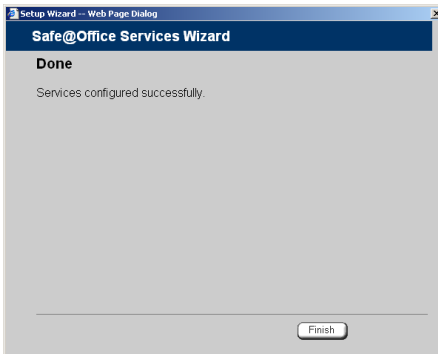 Setup Wizard -- Web Page Dialog
Safe@Office Services Wizard
Done
Services configured successfully.
Finish